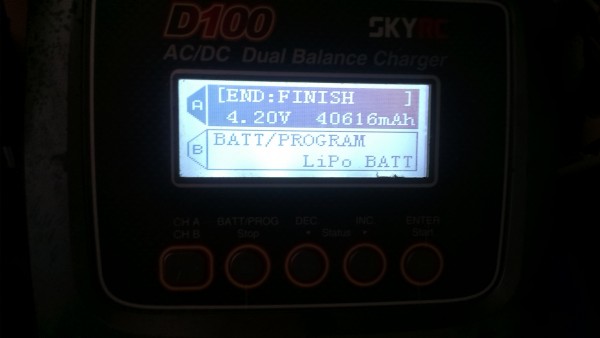 D100 SKYRC
AC/DC Dual Balance Charger
A [END:FINISH ]
4.20V 40616mAh
B BATT/PROGRAM
LiPo BATT
CH A BATT/PROG DEC. INC. ENTER
CH B Stop Status Start